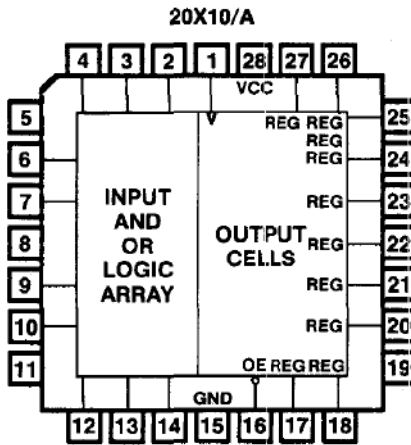 20X10/A
4 3 2 1 28 27 26
VCC
5 25
REG REG
REG
6 REG 24
7 REG 23
INPUT
AND
OR
LOGIC
ARRAY
OUTPUT
CELLS
8 REG 22
9 REG 21
10 REG 20
11 19
OE REG REG
GND
12 13 14 15 16 17 18